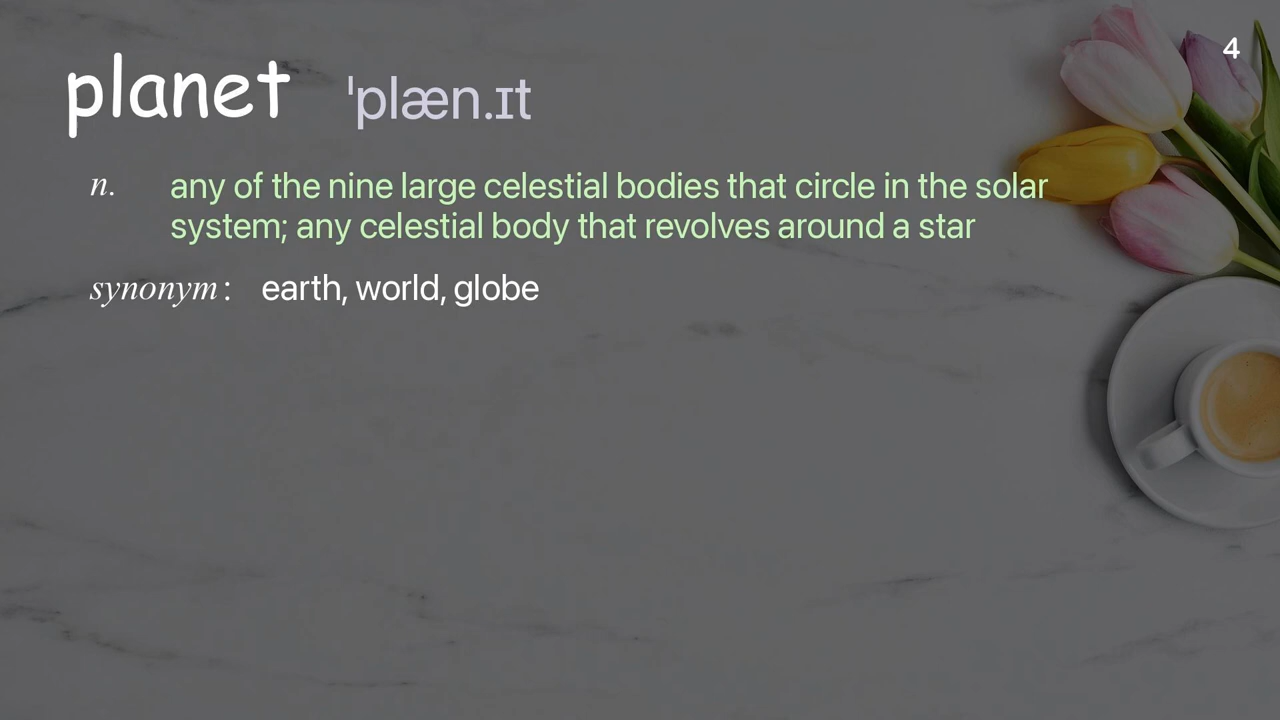 4
planet ˈplæn.ɪt
n. any of the nine large celestial bodies that circle in the solar
system; any celestial body that revolves around a star
synonym: earth, world, globe